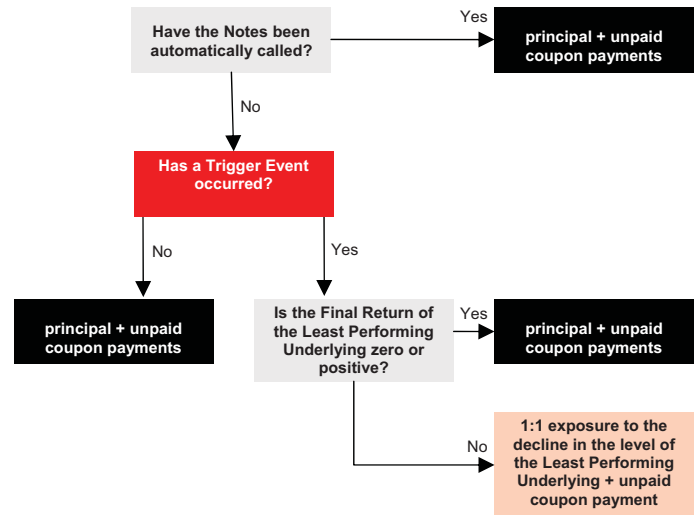 Have the Notes been
automatically called?
Yes
principal + unpaid
coupon payments
No
Has a Trigger Event
occurred?
No
Yes
principal + unpaid
coupon payments
Is the Final Return of
the Least Performing
Underlying zero or
positive?
Yes
principal + unpaid
coupon payments
No
1:1 exposure to the
decline in the level of
the Least Performing
Underlying + unpaid
coupon payment